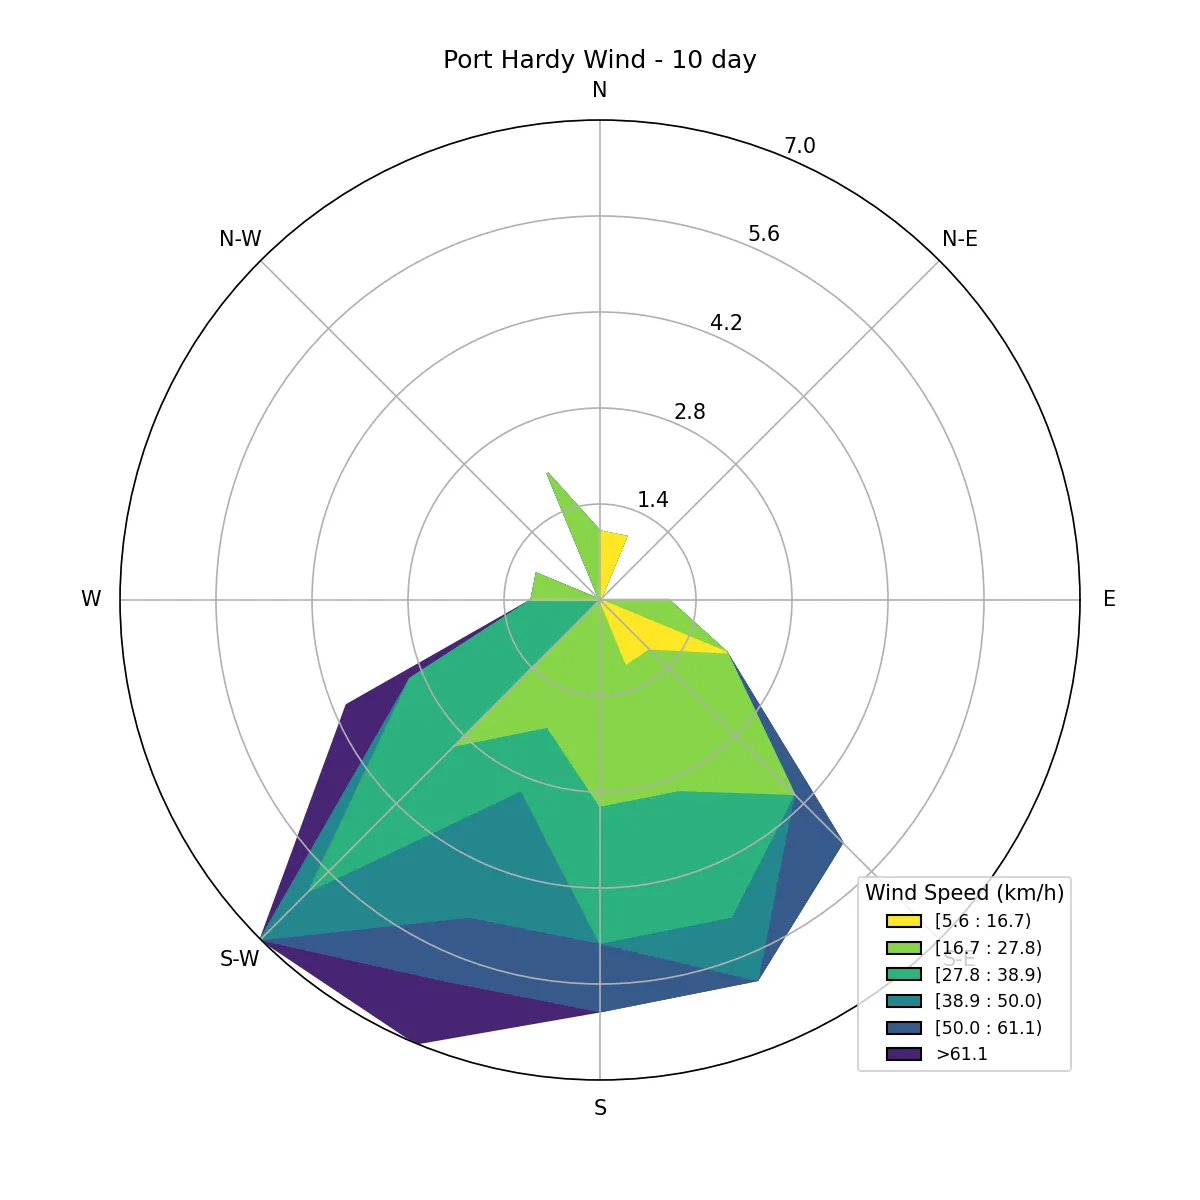 Port Hardy Wind - 10 day
N
7.0
N-W
5.6
N-E
4.2
2.8
1.4
W
E
Wind Speed (km/h)
[5.6 : 16.7)
[16.7 : 27.8)
S-W
S-E
[27.8 : 38.9)
[38.9 : 50.0)
[50.0 : 61.1)
>61.1
S